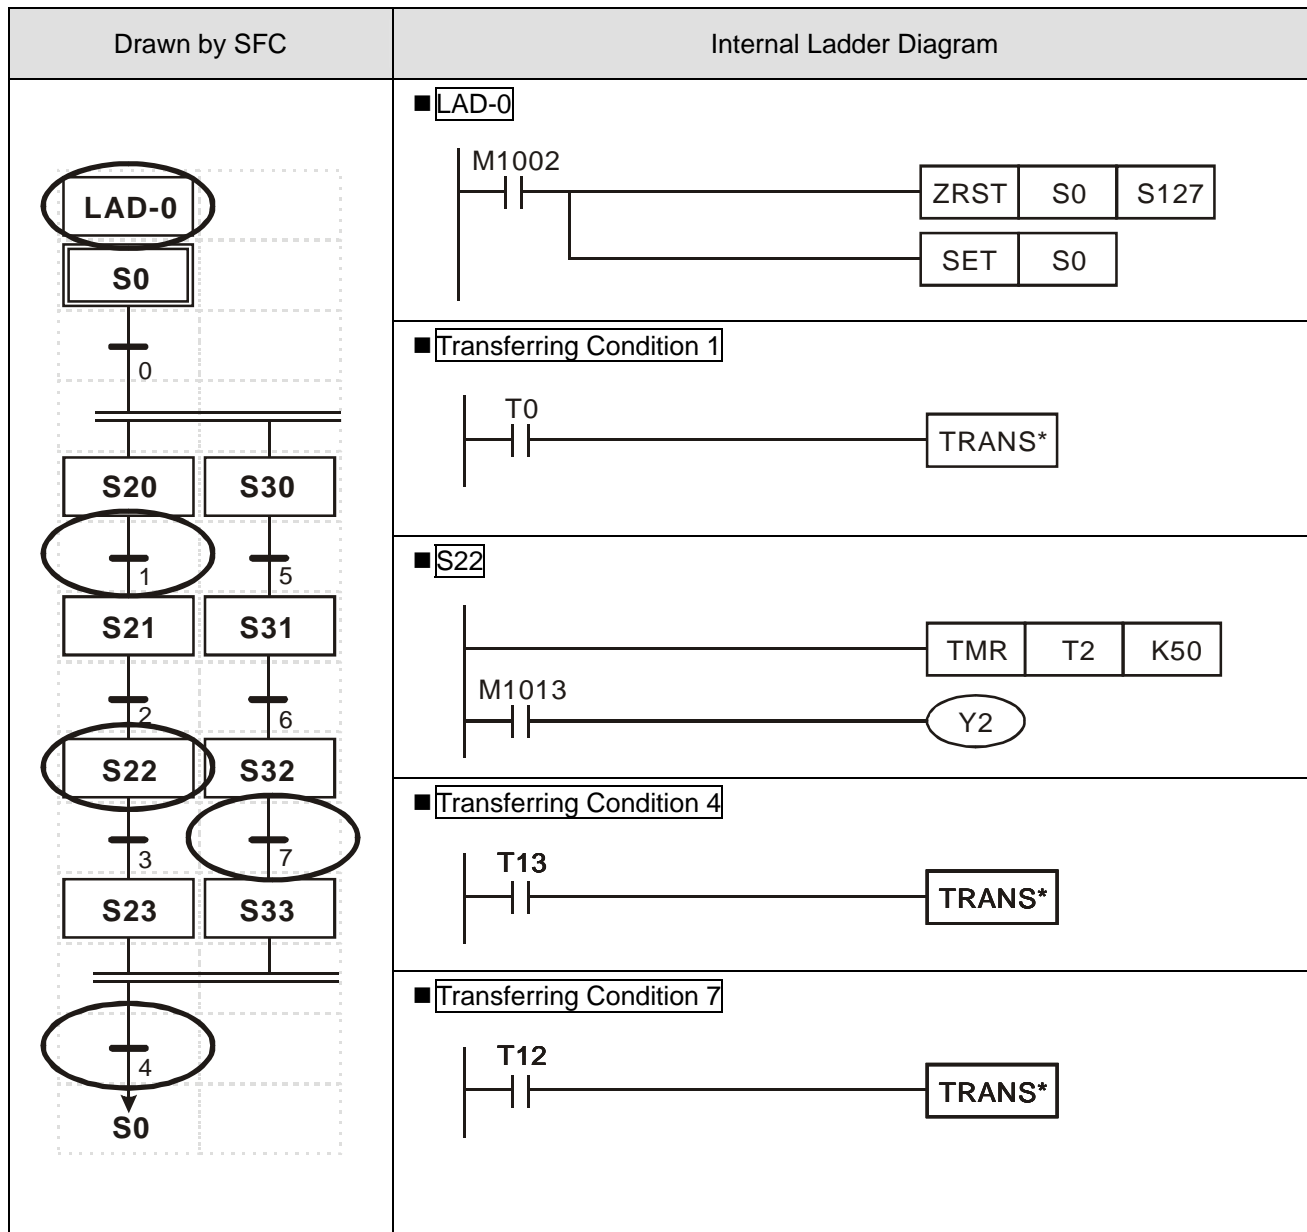 Drawn by SFC
Internal Ladder Diagram
LAD-0
S0
0
S20 S30
1 5
S21 S31
2 6
S22 S32
3 7
S23 S33
4
S0
■ LAD-0
M1002
ZRST S0 S127
SET S0
■ Transferring Condition 1
T0
TRANS*
■ S22
TMR T2 K50
M1013
Y2
■ Transferring Condition 4
T13
TRANS*
■ Transferring Condition 7
T12
TRANS*